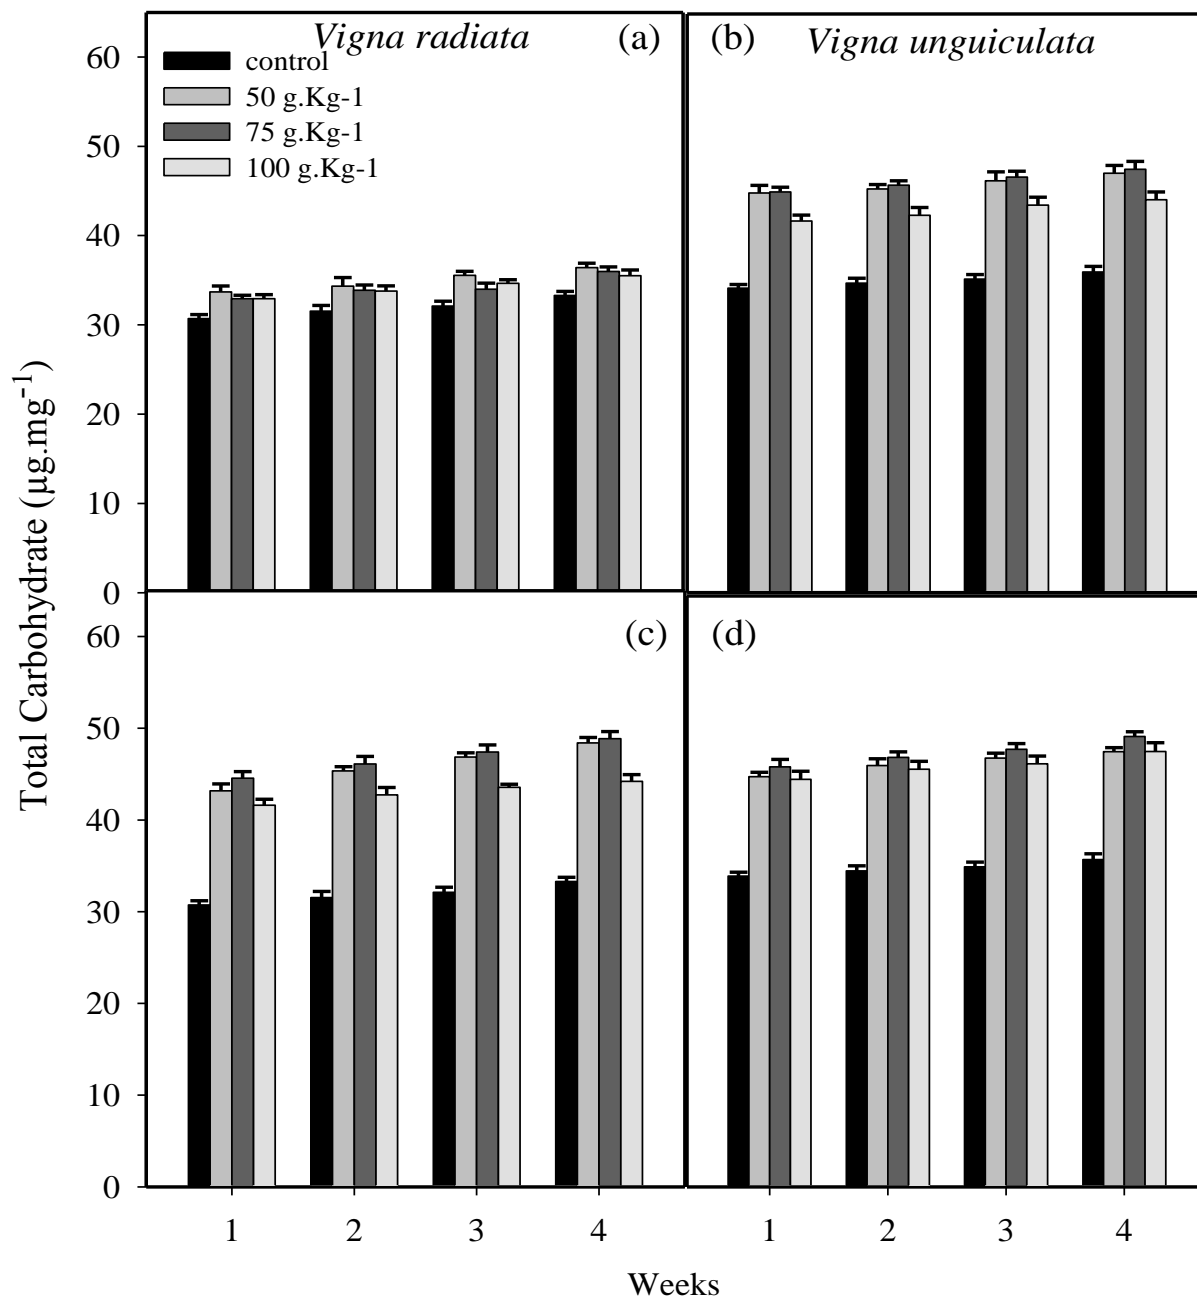 Vigna radiata (a)
control
50 g.Kg-1
75 g.Kg-1
100 g.Kg-1
(b) Vigna unguiculata
60
50
40
30
20
10
0
Total Carbohydrate (µg.mg-1)
(c)
(d)
60
50
40
30
20
10
0
1 2 3 4
1 2 3 4
Weeks